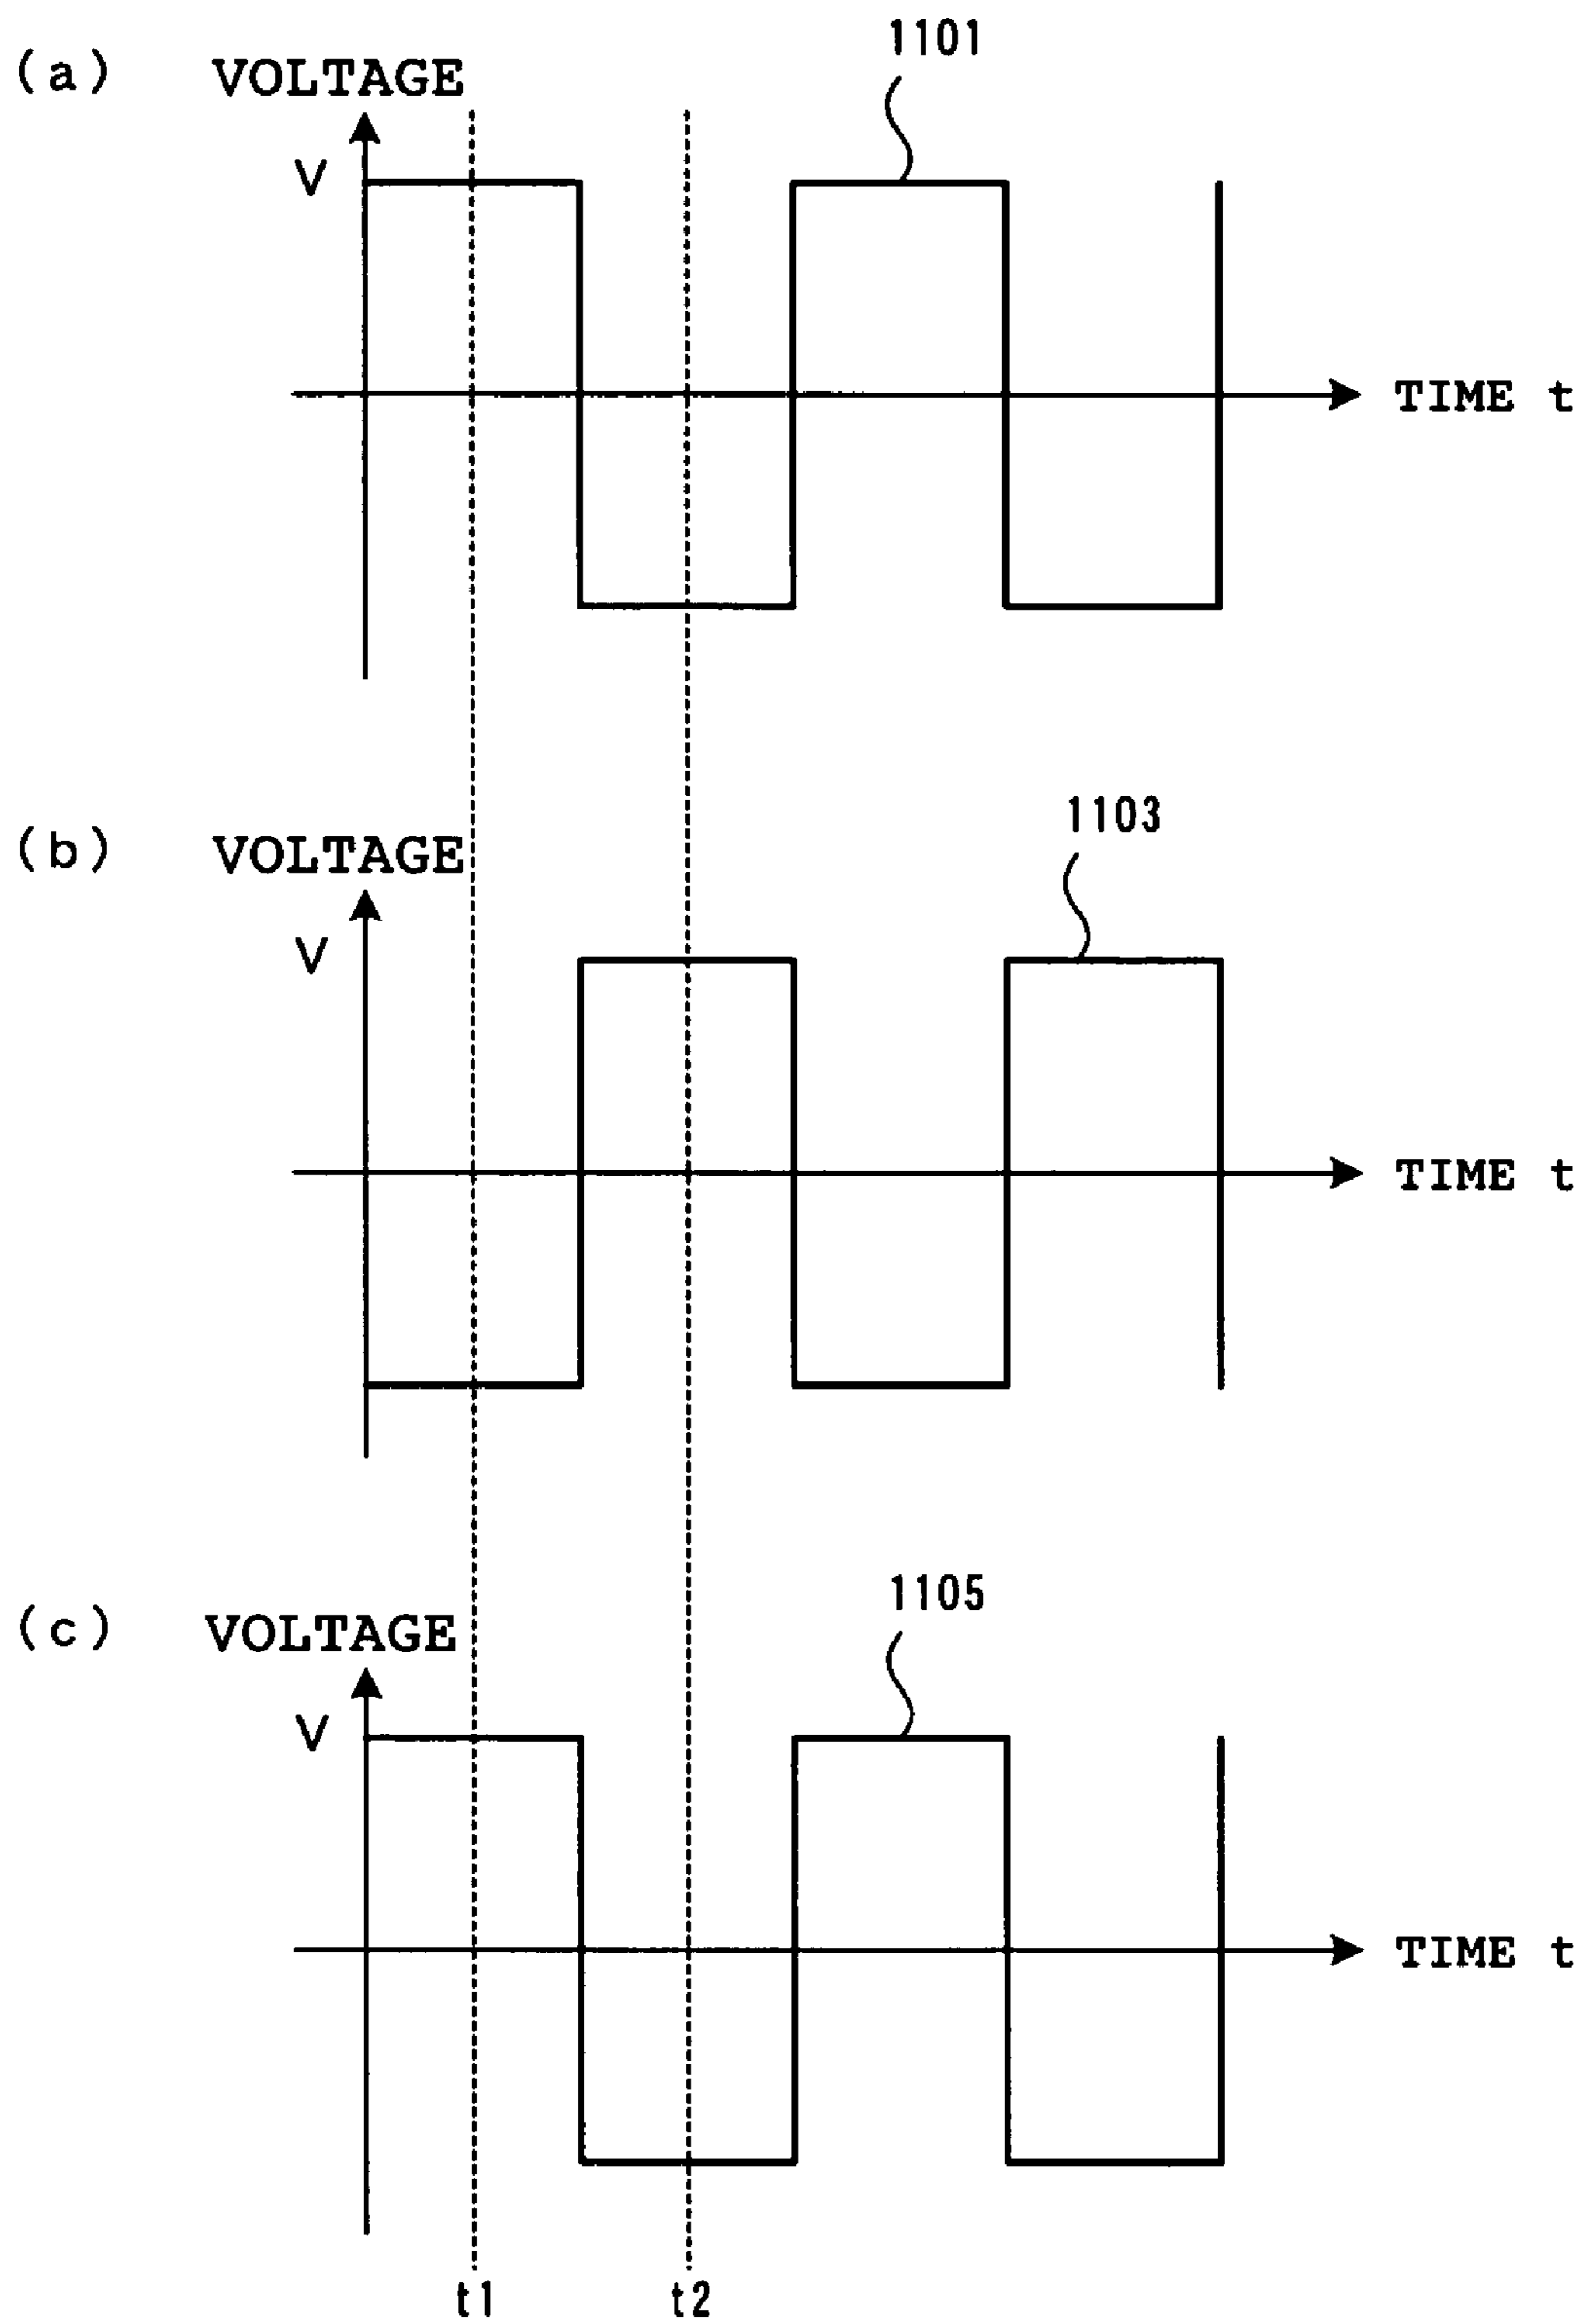 1101
(a) VOLTAGE
V
TIME t
1103
(b) VOLTAGE
V
TIME t
1105
(c) VOLTAGE
V
TIME t
t1 t2